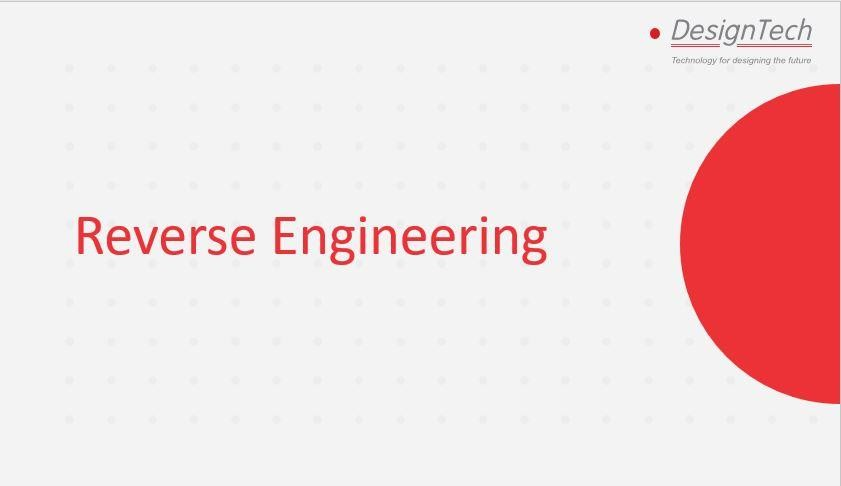 DesignTech
Technology for designing the future
Reverse Engineering